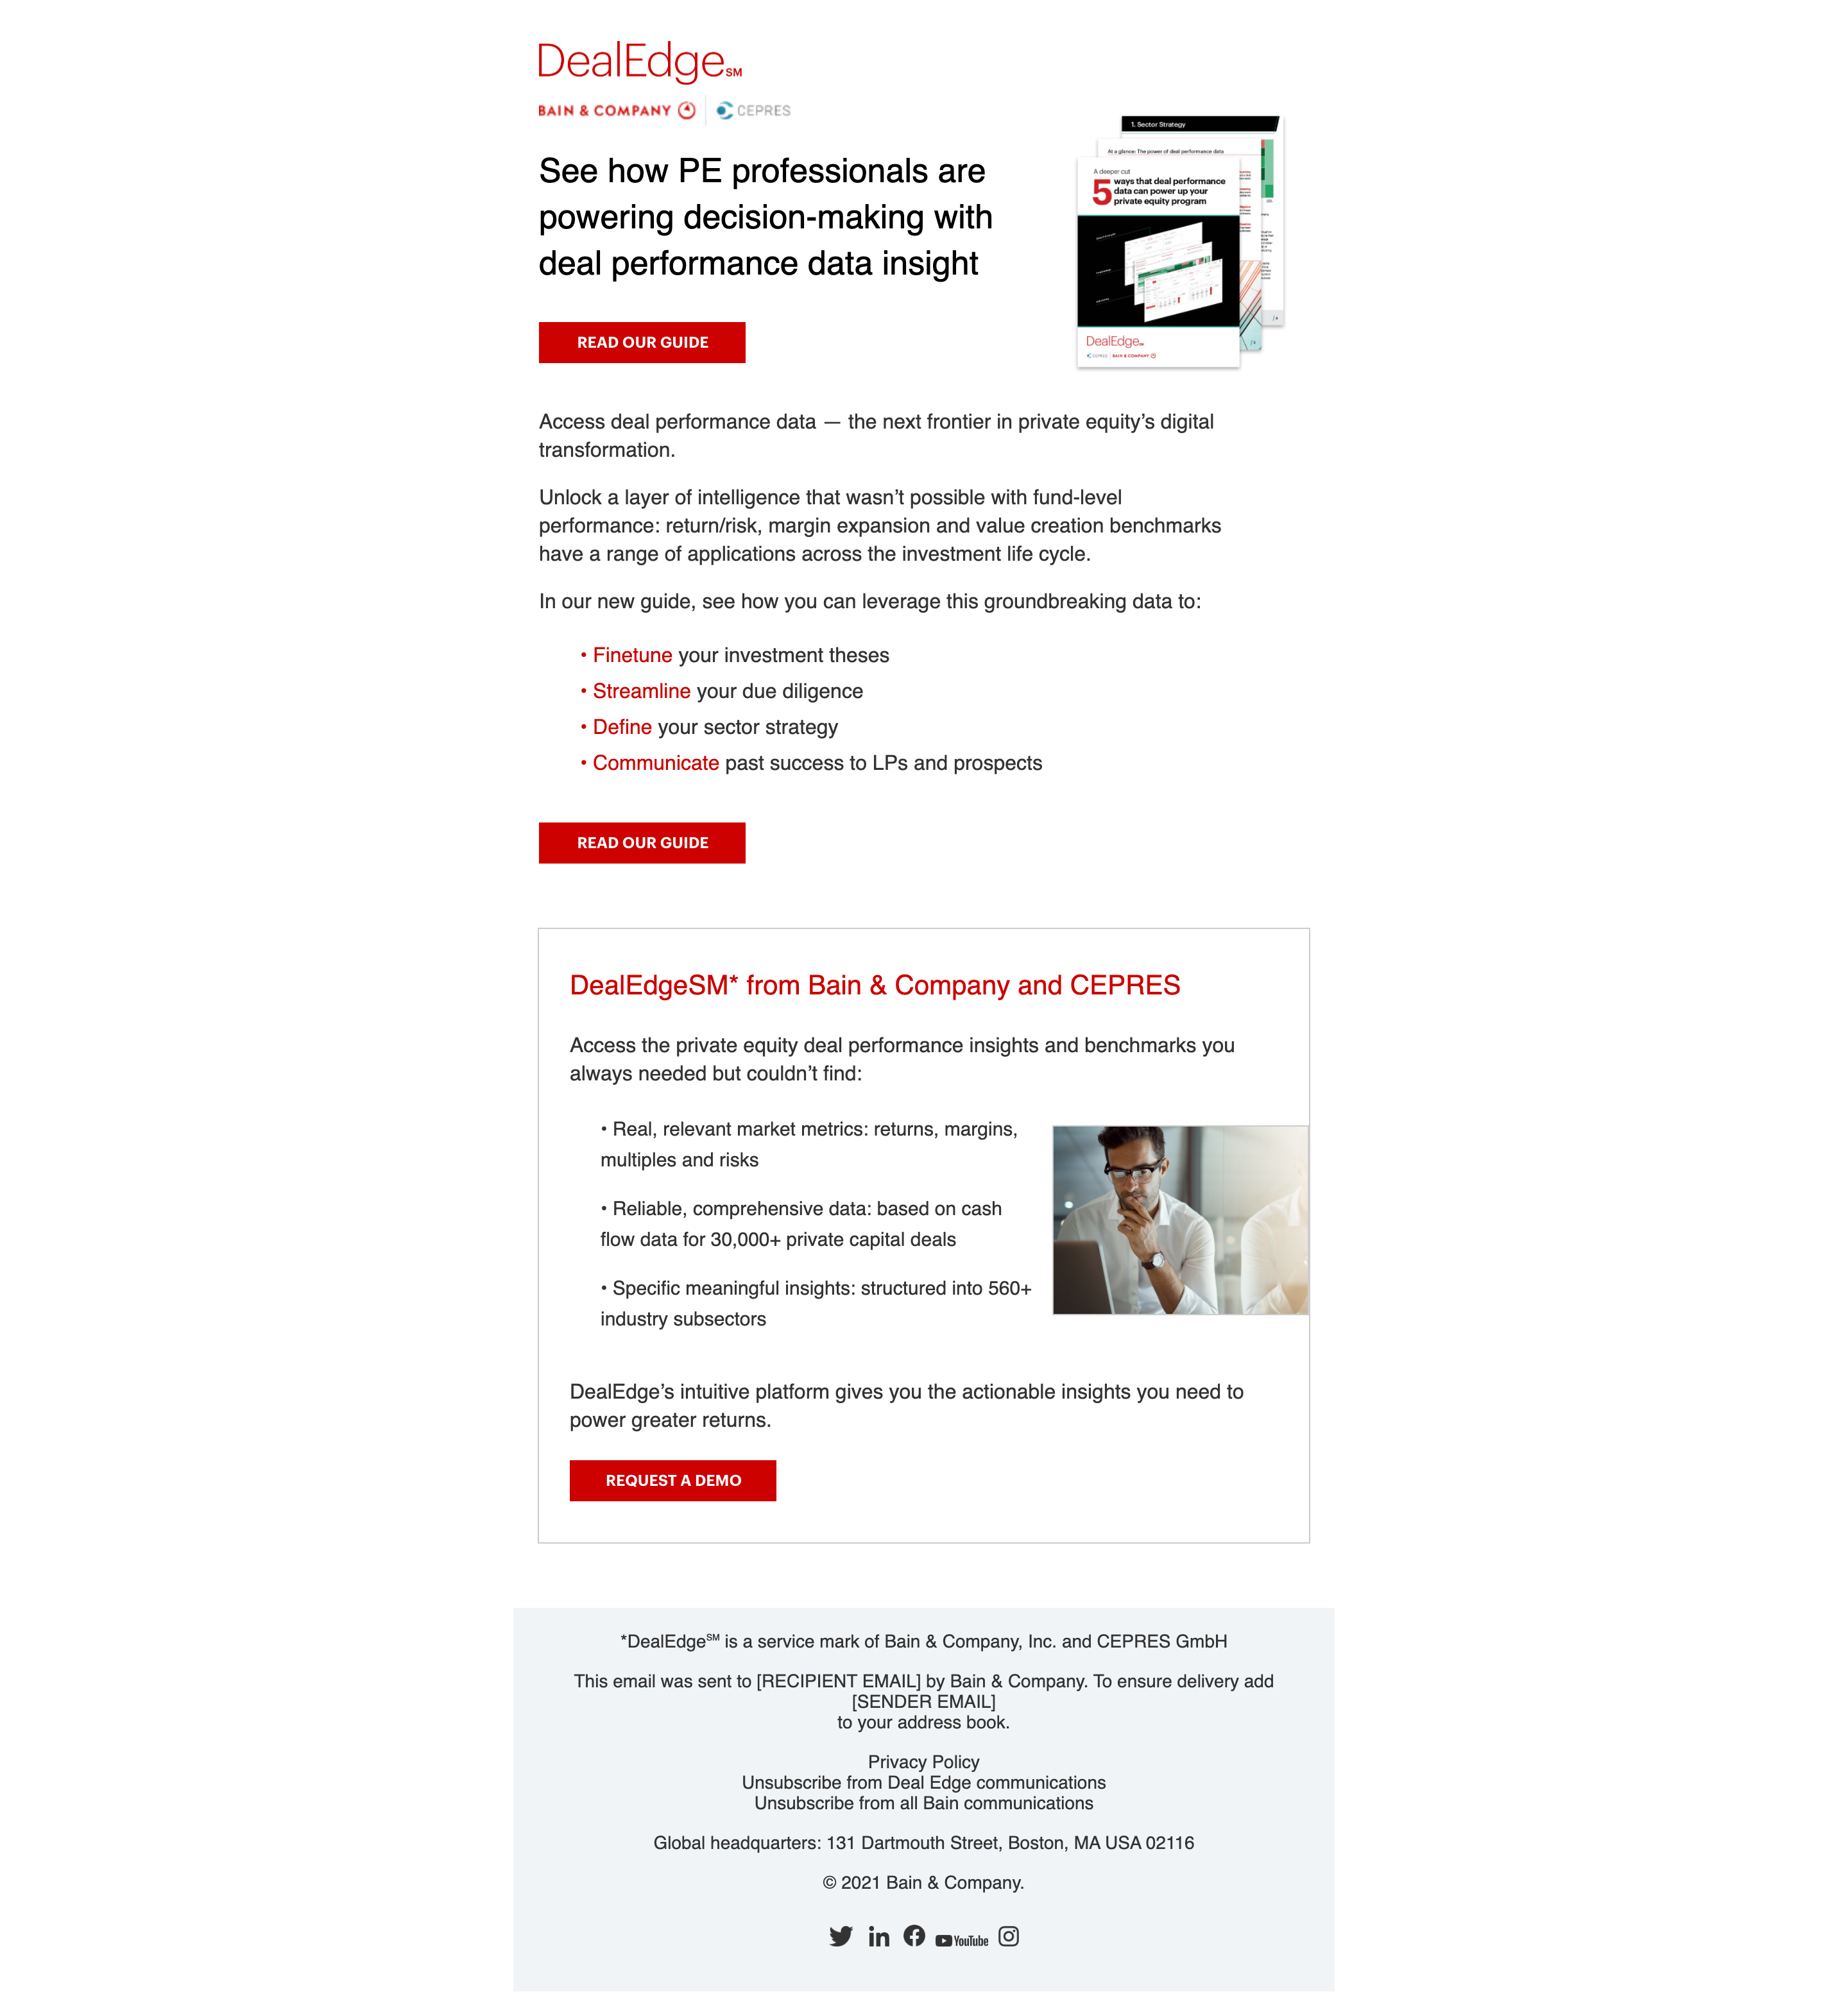 DealEdge SM
BAIN & COMPANY CEPRES
See how PE professionals are
powering decision-making with
deal performance data insight
READ OUR GUIDE
1. Sector Strategy
At a glance: The power of deal performance data
A deeper cut
5 ways that deal performance
data can power up your
private equity program
DealEdge
CEPRES BAIN & COMPANY
Access deal performance data — the next frontier in private equity’s digital
transformation.
Unlock a layer of intelligence that wasn’t possible with fund-level
performance: return/risk, margin expansion and value creation benchmarks
have a range of applications across the investment life cycle.
In our new guide, see how you can leverage this groundbreaking data to:
• Finetune your investment theses
• Streamline your due diligence
• Define your sector strategy
• Communicate past success to LPs and prospects
READ OUR GUIDE
DealEdgeSM* from Bain & Company and CEPRES
Access the private equity deal performance insights and benchmarks you
always needed but couldn’t find:
• Real, relevant market metrics: returns, margins,
multiples and risks
• Reliable, comprehensive data: based on cash
flow data for 30,000+ private capital deals
• Specific meaningful insights: structured into 560+
industry subsectors
DealEdge’s intuitive platform gives you the actionable insights you need to
power greater returns.
REQUEST A DEMO
*DealEdge℠ is a service mark of Bain & Company, Inc. and CEPRES GmbH
This email was sent to [RECIPIENT EMAIL] by Bain & Company. To ensure delivery add
[SENDER EMAIL]
to your address book.
Privacy Policy
Unsubscribe from Deal Edge communications
Unsubscribe from all Bain communications
Global headquarters: 131 Dartmouth Street, Boston, MA USA 02116
© 2021 Bain & Company.
in YouTube